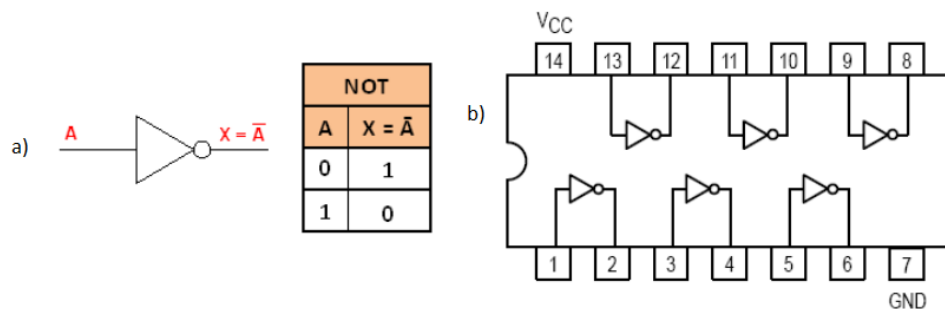 a)
A
X = A̅
NOT
A X = Ā
0 1
1 0
b)
VCC
14 13 12 11 10 9 8
1 2 3 4 5 6 7
GND